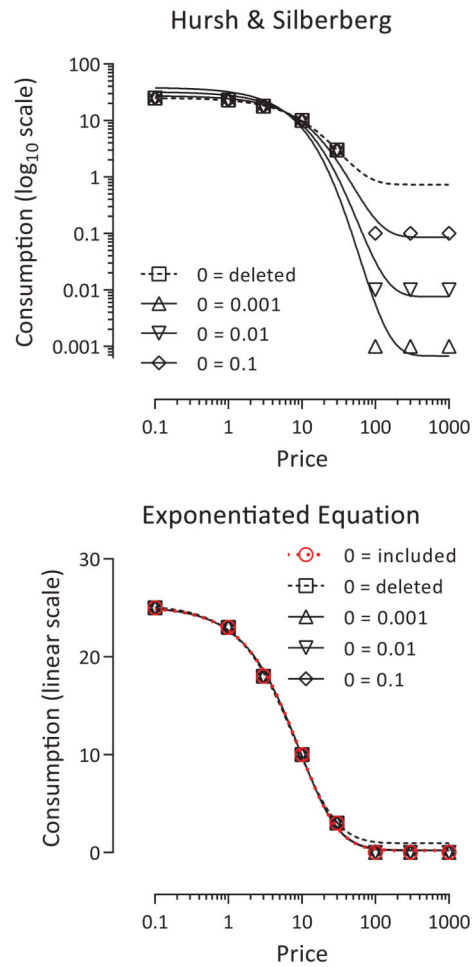 Hursh & Silberberg
Consumption (log10 scale)
100
10
1
0.1
0.01
0.001
0 = deleted
0 = 0.001
0 = 0.01
0 = 0.1
0.1 1 10 100 1000
Price
Exponentiated Equation
Consumption (linear scale)
30
20
10
0
0 = included
0 = deleted
0 = 0.001
0 = 0.01
0 = 0.1
0.1 1 10 100 1000
Price